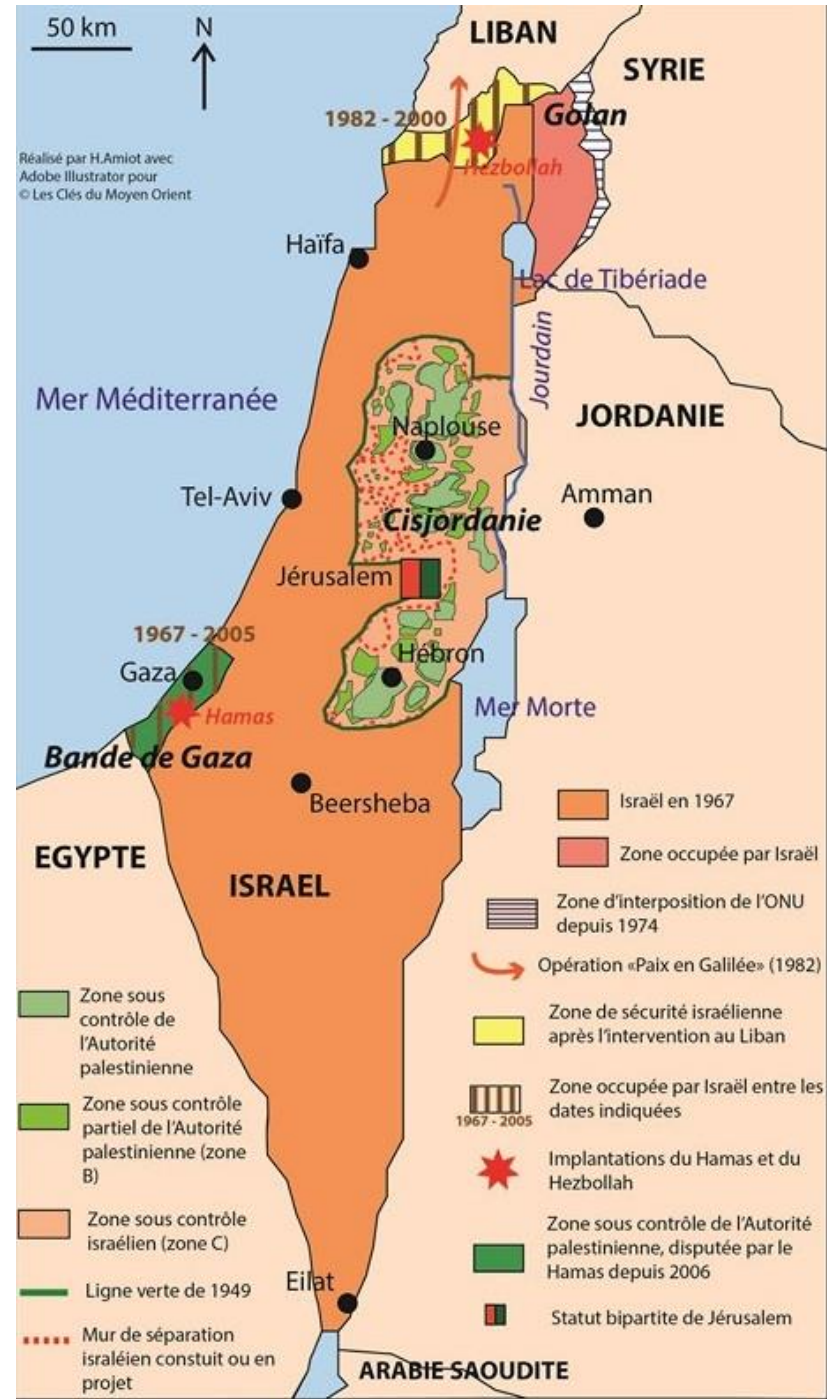 50 km
N
LIBAN
SYRIE
1982 - 2000
Golan
Hezbollah
Réalisé par H.Amiot avec
Adobe Illustrator pour
© Les Clés du Moyen Orient
Haïfa
Lac de Tibériade
Jourdain
Mer Méditerranée
Naplouse
JORDANIE
Tel-Aviv
Amman
Cisjordanie
Jérusalem
1967 - 2005
Gaza
Hébron
Hamas
Mer Morte
Bande de Gaza
Beersheba
EGYPTE
ISRAEL
Eilat
ARABIE SAOUDITE
Zone sous
contrôle de
l'Autorité
palestinienne
Zone sous contrôle
partiel de l'Autorité
palestinienne (zone
B)
Zone sous contrôle
israélien (zone C)
Ligne verte de 1949
Mur de séparation
israléien constuit ou en
projet
Israël en 1967
Zone occupée par Israël
Zone d'interposition de l'ONU
depuis 1974
Opération «Paix en Galilée» (1982)
Zone de sécurité israélienne
après l'intervention au Liban
Zone occupée par Israël entre les
dates indiquées
1967 - 2005
Implantations du Hamas et du
Hezbollah
Zone sous contrôle de l'Autorité
palestinienne, disputée par le
Hamas depuis 2006
Statut bipartite de Jérusalem